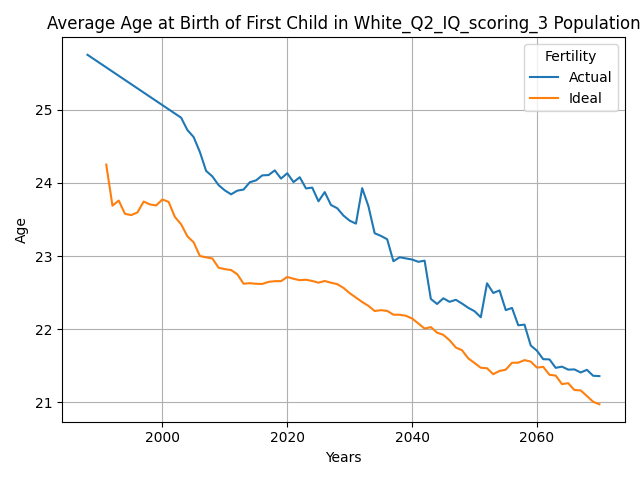 Average Age at Birth of First Child in White_Q2_IQ_scoring_3 Population
Fertility
Actual
Ideal
Age
25
24
23
22
21
2000
2020
2040
2060
Years